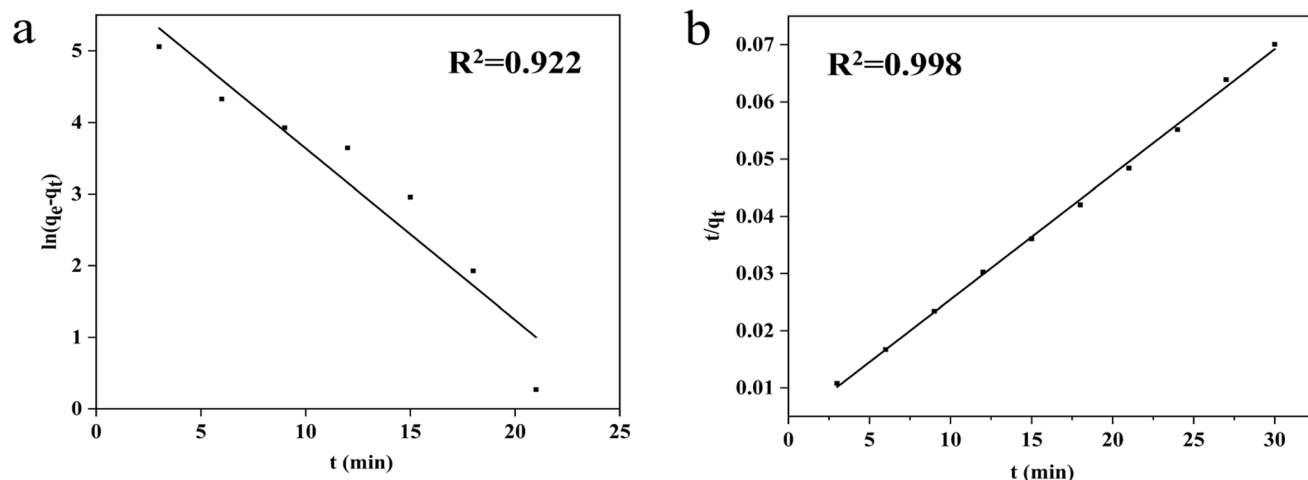 a
R²=0.922
ln(qe-qt)
5
4
3
2
1
0
0 5 10 15 20 25
t (min)
b
R²=0.998
t/qt
0.07
0.06
0.05
0.04
0.03
0.02
0.01
0 5 10 15 20 25 30
t (min)